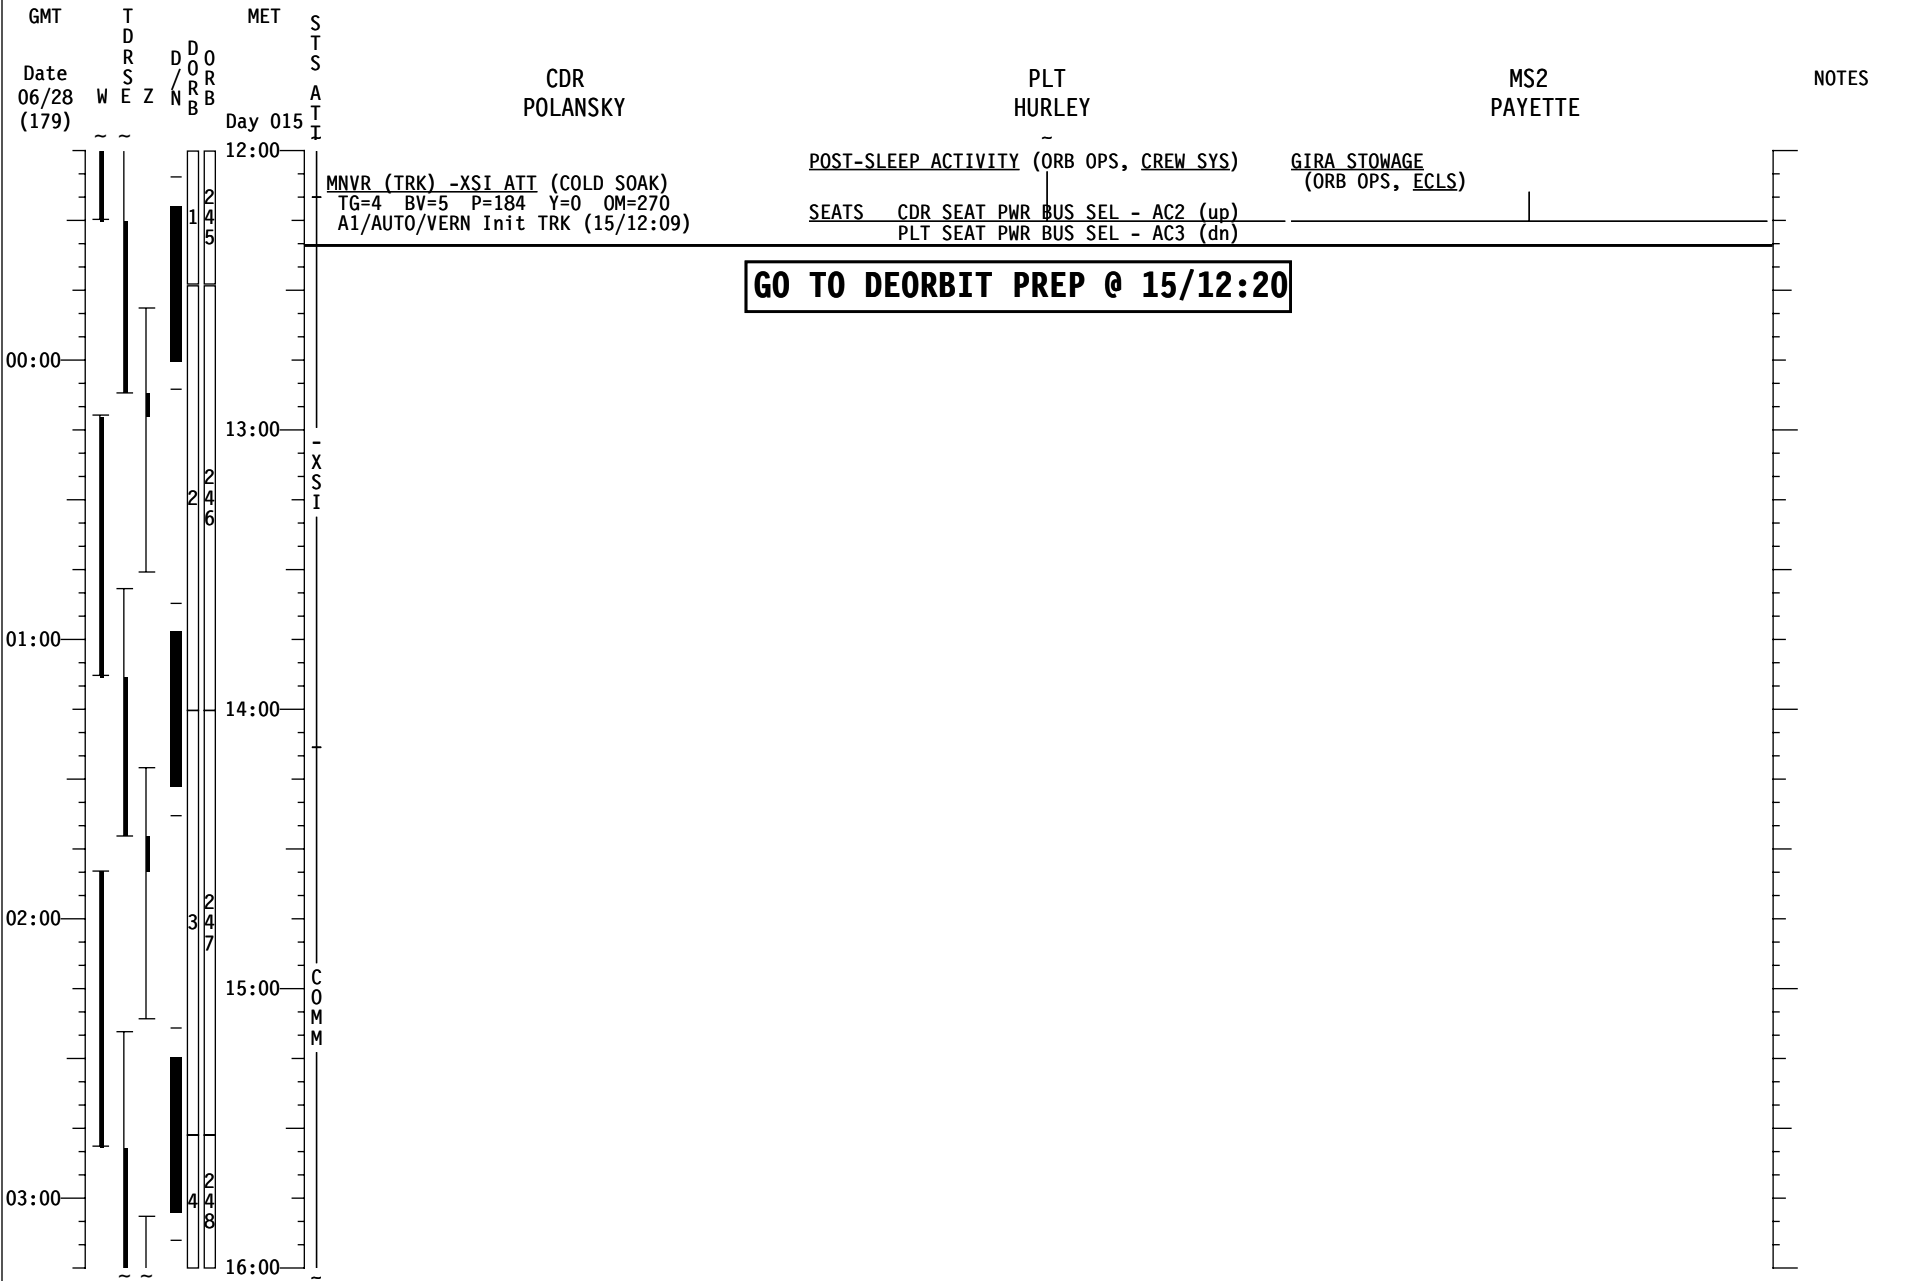 GMT
TDRSE
MET
STS ATT
D/N
DORB
ORB
Date
06/28
(179)
W E Z
Day 015
CDR
POLANSKY
PLT
HURLEY
MS2
PAYETTE
NOTES
~ ~
~
12:00
POST-SLEEP ACTIVITY (ORB OPS, CREW SYS)
GIRA STOWAGE
(ORB OPS, ECLS)
MNVR (TRK) -XSI ATT (COLD SOAK)
TG=4 BV=5 P=184 Y=0 OM=270
A1/AUTO/VERN Init TRK (15/12:09)
SEATS CDR SEAT PWR BUS SEL - AC2 (up)
PLT SEAT PWR BUS SEL - AC3 (dn)
1
245
GO TO DEORBIT PREP @ 15/12:20
00:00
13:00
-XSI
2
246
01:00
14:00
02:00
3
247
15:00
COMM
03:00
4
248
16:00
~ ~
~